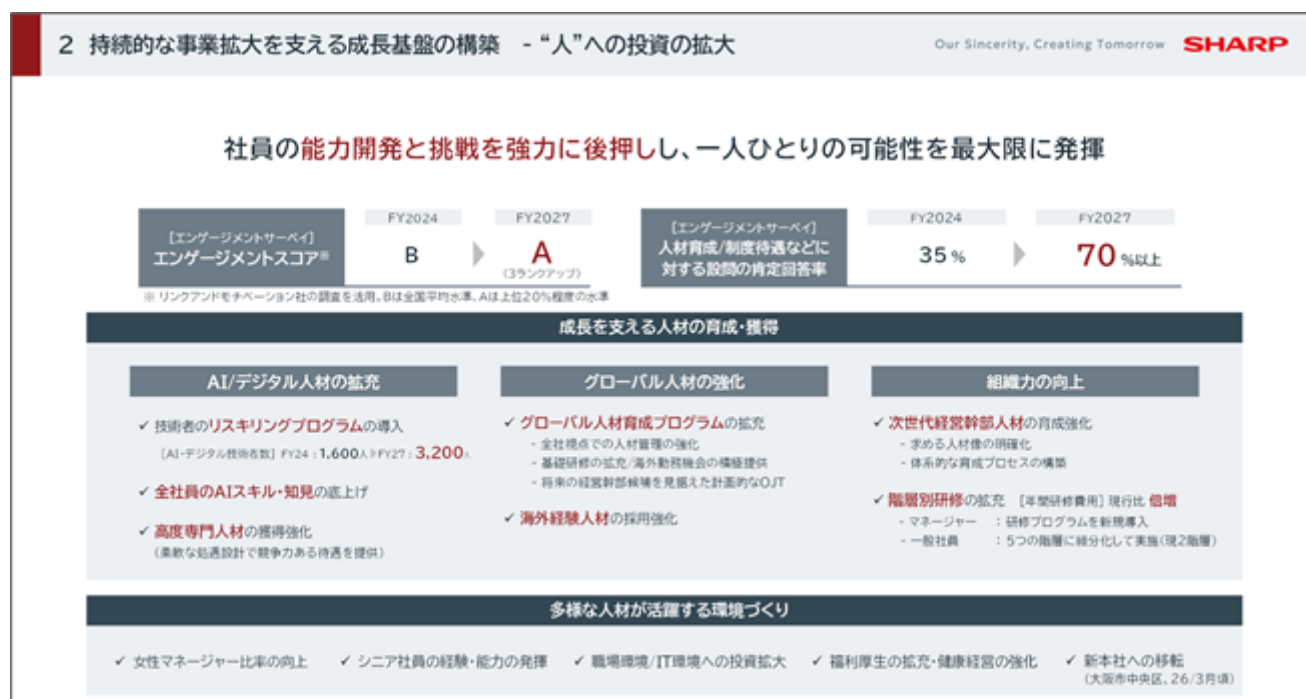 2 持続的な事業拡大を支える成長基盤の構築 - “人”への投資の拡大
Our Sincerity, Creating Tomorrow SHARP
社員の能力開発と挑戦を強力に後押しし、一人ひとりの可能性を最大限に発揮
[エンゲージメントサーベイ]
エンゲージメントスコア※
FY2024
B
FY2027
A
(3ランクアップ)
[エンゲージメントサーベイ]
人材育成/制度待遇などに
対する設問の肯定回答率
FY2024
35%
FY2027
70%以上
※ リンクアンドモチベーション社の調査を活用。Bは全国平均水準、Aは上位20%程度の水準
成長を支える人材の育成・獲得
AI/デジタル人材の拡充
✓ 技術者のリスキリングプログラムの導入
[AI・デジタル技術者数] FY24:1,600人▶FY27:3,200人
✓ 全社員のAIスキル・知見の底上げ
✓ 高度専門人材の獲得強化
(柔軟な処遇設計で競争力ある待遇を提供)
グローバル人材の強化
✓ グローバル人材育成プログラムの拡充
- 全社視点での人材管理の強化
- 基礎研修の拡充/海外勤務機会の積極提供
- 将来の経営幹部候補を見据えた計画的なOJT
✓ 海外経験人材の採用強化
組織力の向上
✓ 次世代経営幹部人材の育成強化
- 求める人材像の明確化
- 体系的な育成プロセスの構築
✓ 階層別研修の拡充 [年間研修費用] 現行比 倍増
- マネージャー :研修プログラムを新規導入
- 一般社員 :5つの階層に細分化して実施(現2階層)
多様な人材が活躍する環境づくり
✓ 女性マネージャー比率の向上 ✓ シニア社員の経験・能力の発揮 ✓ 職場環境/IT環境への投資拡大 ✓ 福利厚生の拡充・健康経営の強化 ✓ 新本社への移転
(大阪市中央区、26/3月頃)